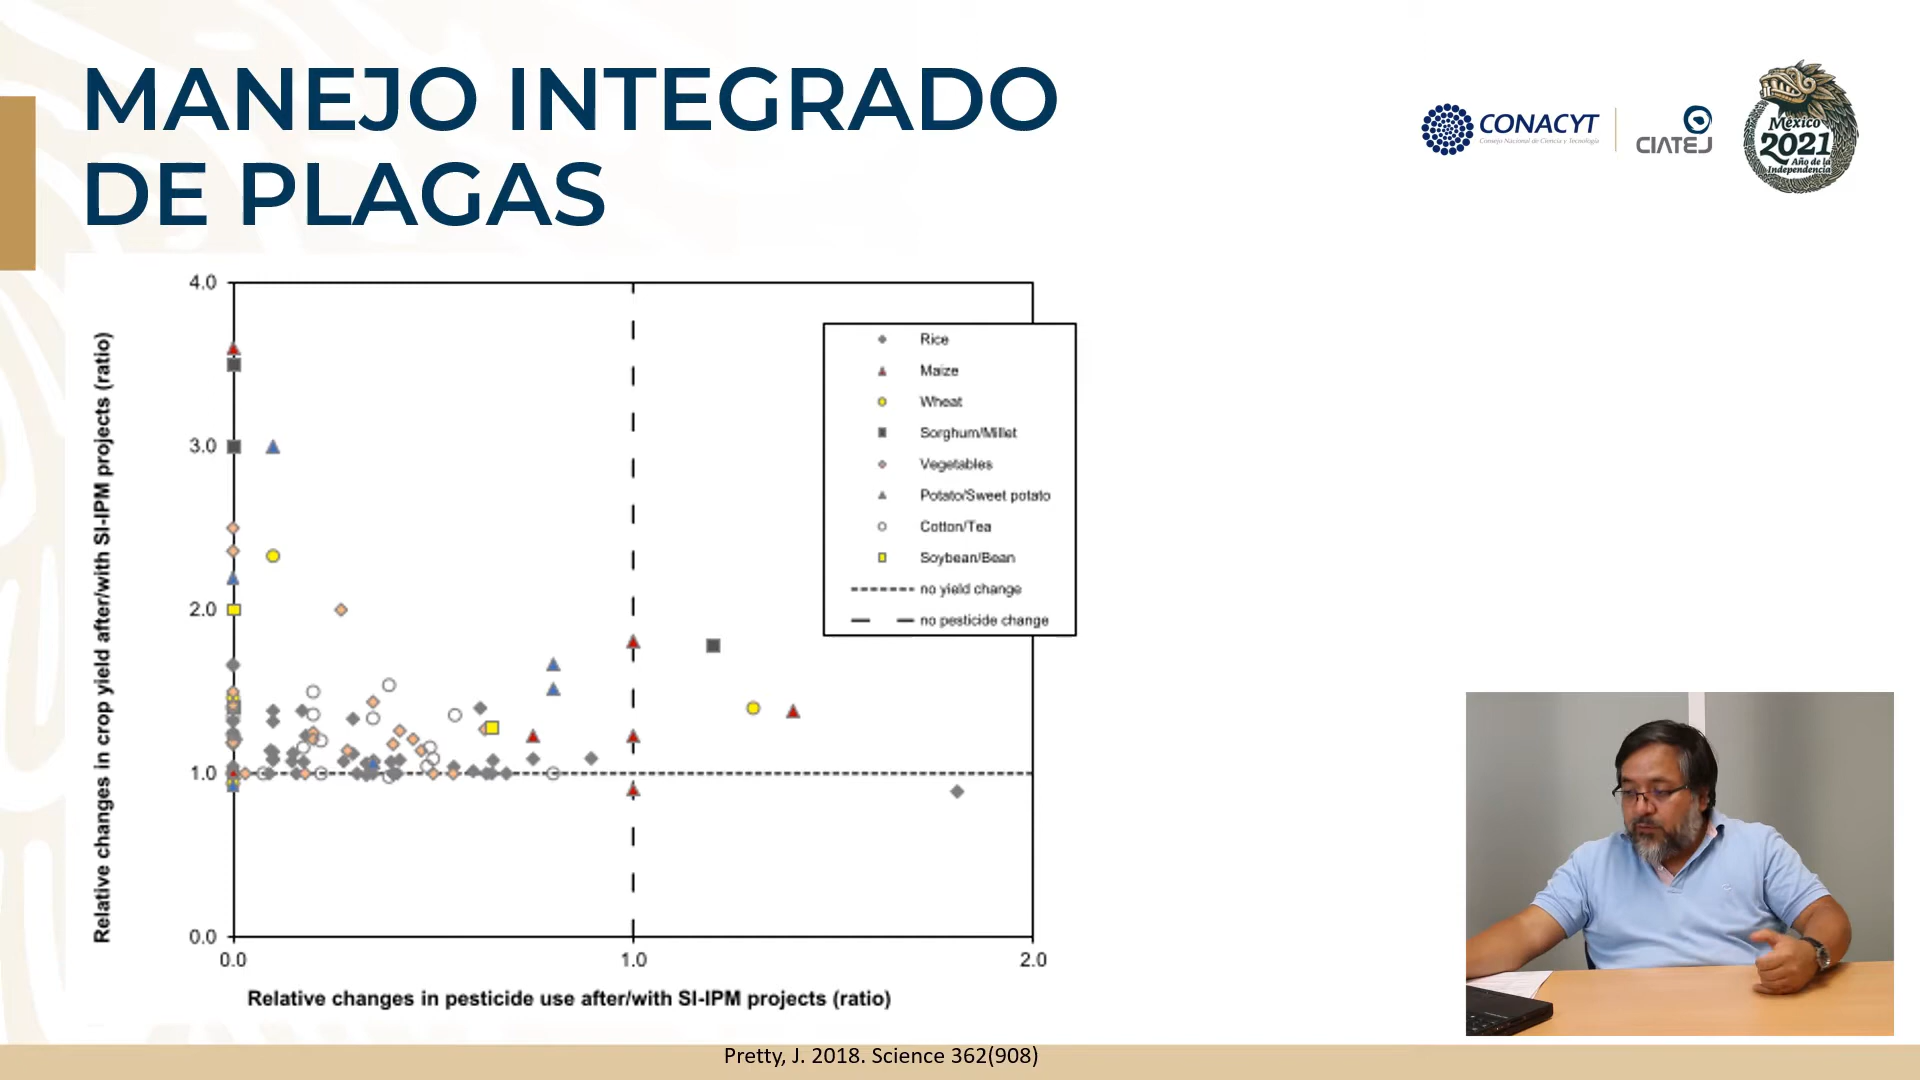 MANEJO INTEGRADO
DE PLAGAS
CONACYT
Consejo Nacional de Ciencia y Tecnología
CIATEJ
México
2021
Año de la
Independencia
Relative changes in crop yield after/with SI-IPM projects (ratio)
4.0
3.0
2.0
1.0
0.0
0.0
1.0
2.0
Rice
Maize
Wheat
Sorghum/Millet
Vegetables
Potato/Sweet potato
Cotton/Tea
Soybean/Bean
no yield change
no pesticide change
Relative changes in pesticide use after/with SI-IPM projects (ratio)
Pretty, J. 2018. Science 362(908)